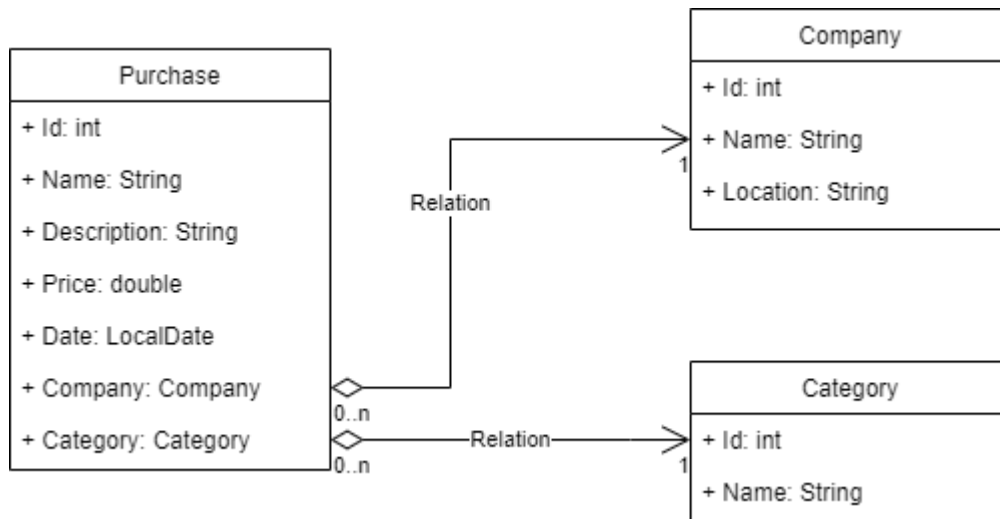 Purchase
+ Id: int
+ Name: String
+ Description: String
+ Price: double
+ Date: LocalDate
+ Company: Company
+ Category: Category
0..n
0..n
Relation
Relation
1
1
Company
+ Id: int
+ Name: String
+ Location: String
Category
+ Id: int
+ Name: String